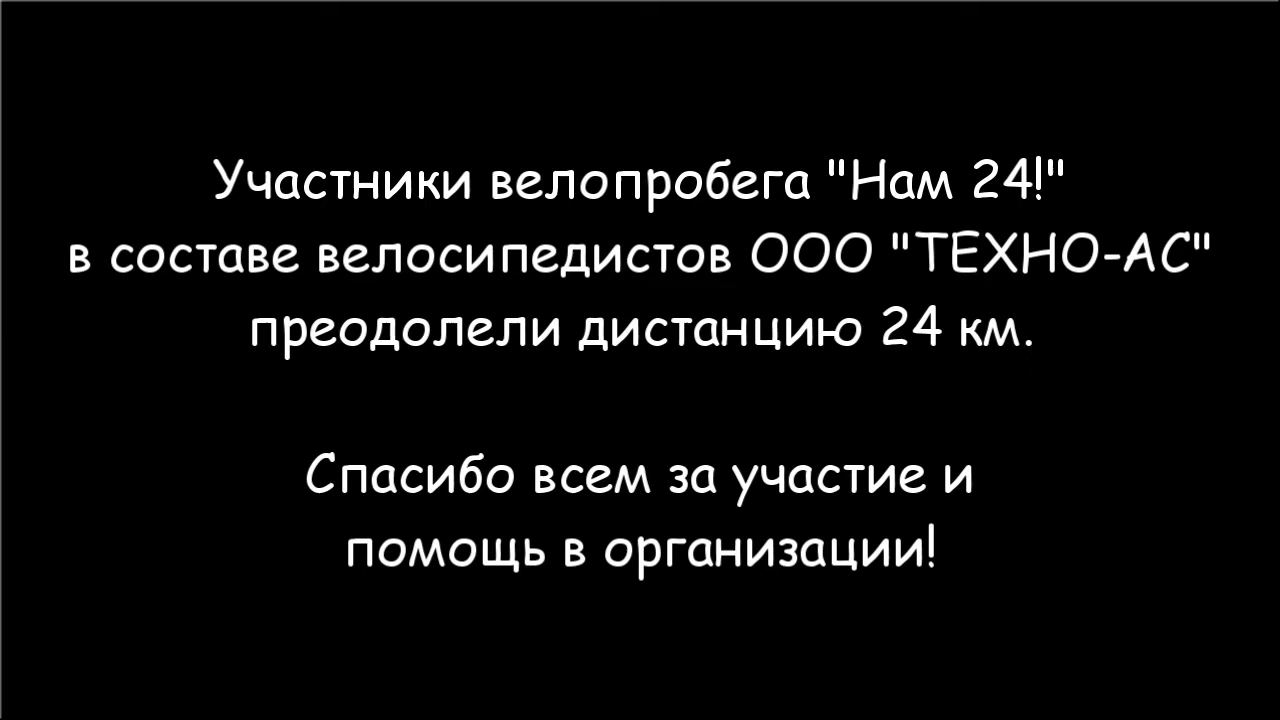 Участники велопробега "Нам 24!"
в составе велосипедистов ООО "ТЕХНО-АС"
преодолели дистанцию 24 км.
Спасибо всем за участие и
помощь в организации!